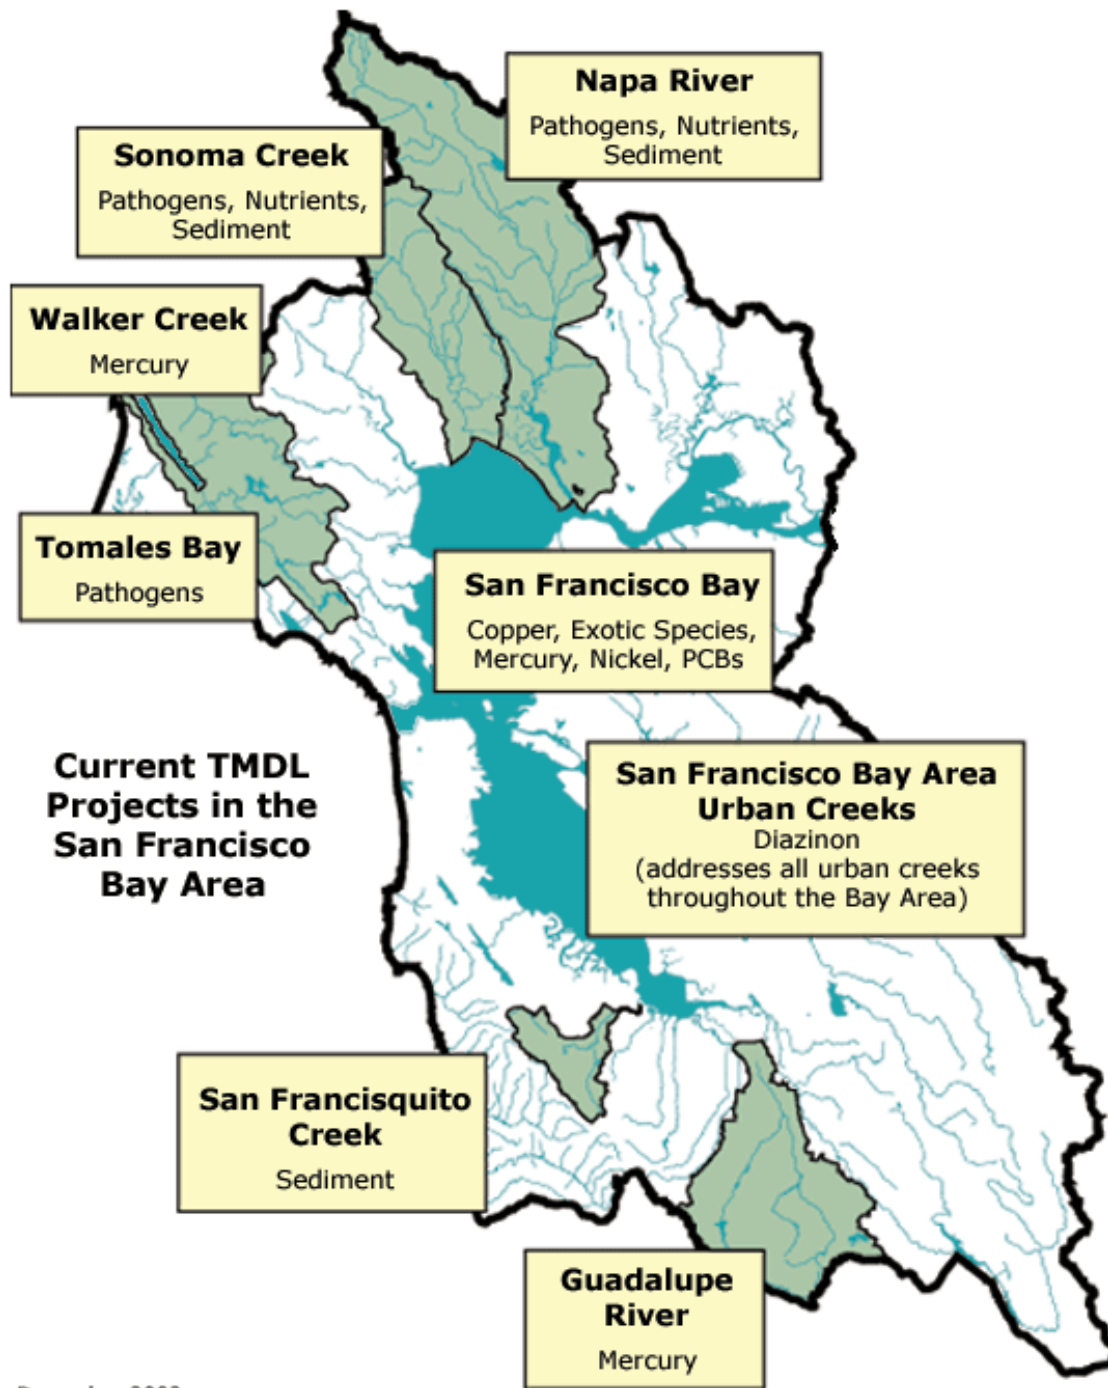 Napa River
Pathogens, Nutrients,
Sediment
Sonoma Creek
Pathogens, Nutrients,
Sediment
Walker Creek
Mercury
Tomales Bay
Pathogens
San Francisco Bay
Copper, Exotic Species,
Mercury, Nickel, PCBs
Current TMDL
Projects in the
San Francisco
Bay Area
San Francisco Bay Area
Urban Creeks
Diazinon
(addresses all urban creeks
throughout the Bay Area)
San Francisquito
Creek
Sediment
Guadalupe
River
Mercury